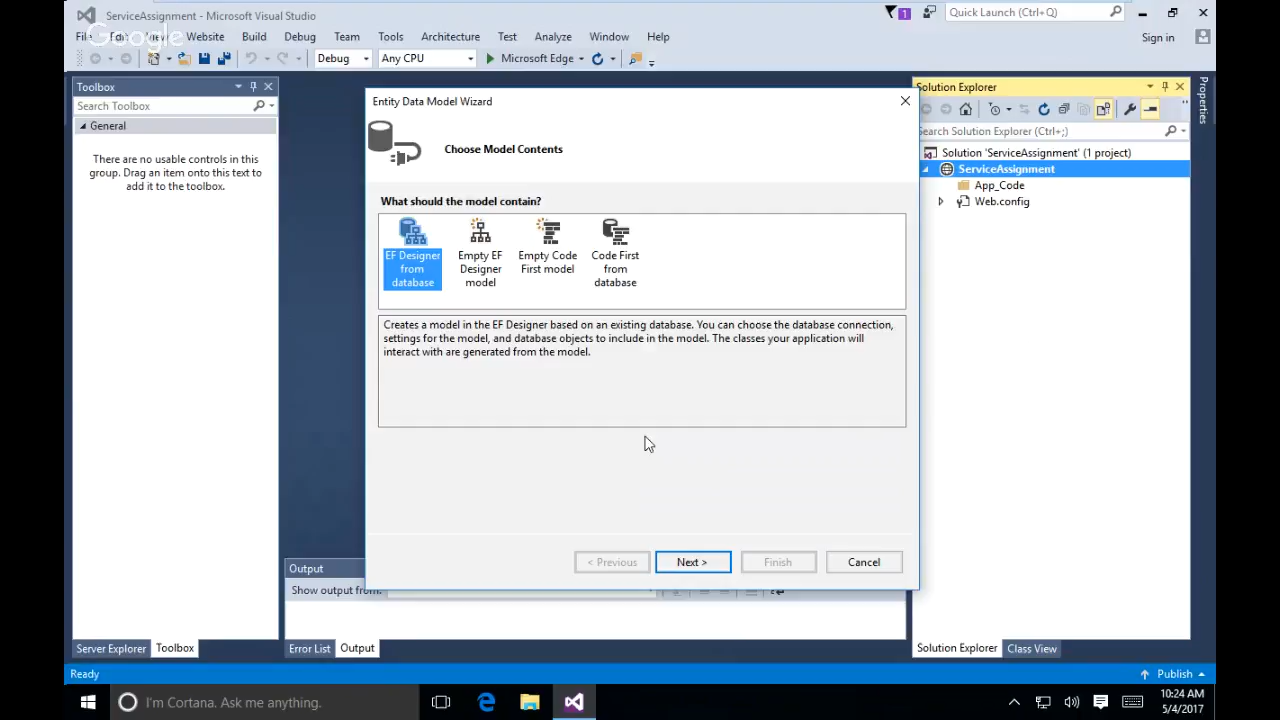 ServiceAssignment - Microsoft Visual Studio
1
Quick Launch (Ctrl+Q)
Google
File Edit View Website Build Debug Team Tools Architecture Test Analyze Window Help
Sign in
Debug
Any CPU
Microsoft Edge
Toolbox
Search Toolbox
General
There are no usable controls in this
group. Drag an item onto this text to
add it to the toolbox.
Entity Data Model Wizard
Choose Model Contents
What should the model contain?
EF Designer
from
database
Empty EF
Designer
model
Empty Code
First model
Code First
from
database
Creates a model in the EF Designer based on an existing database. You can choose the database connection,
settings for the model, and database objects to include in the model. The classes your application will
interact with are generated from the model.
< Previous
Next >
Finish
Cancel
Solution Explorer
Search Solution Explorer (Ctrl+;)
Solution 'ServiceAssignment' (1 project)
ServiceAssignment
App_Code
Web.config
Properties
Output
Show output from:
Server Explorer
Toolbox
Error List
Output
Solution Explorer
Class View
Ready
Publish
I'm Cortana. Ask me anything.
10:24 AM
5/4/2017